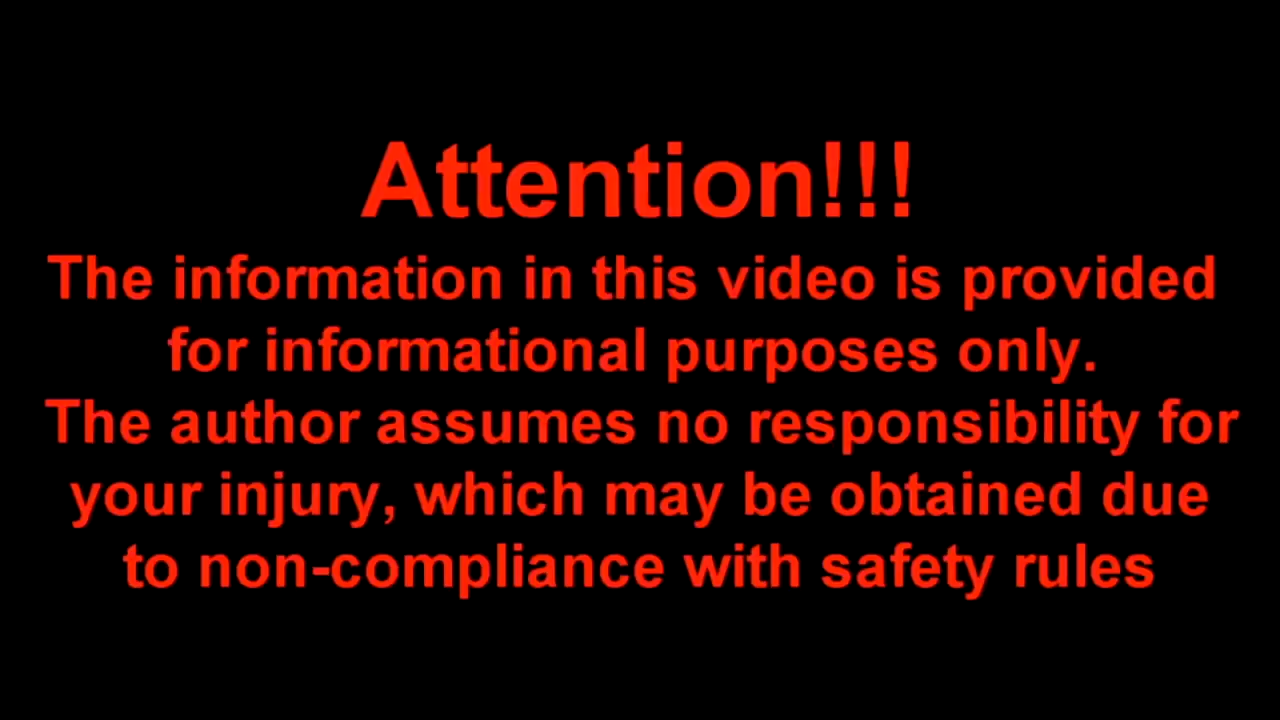 Attention!!!
The information in this video is provided
for informational purposes only.
The author assumes no responsibility for
your injury, which may be obtained due
to non-compliance with safety rules